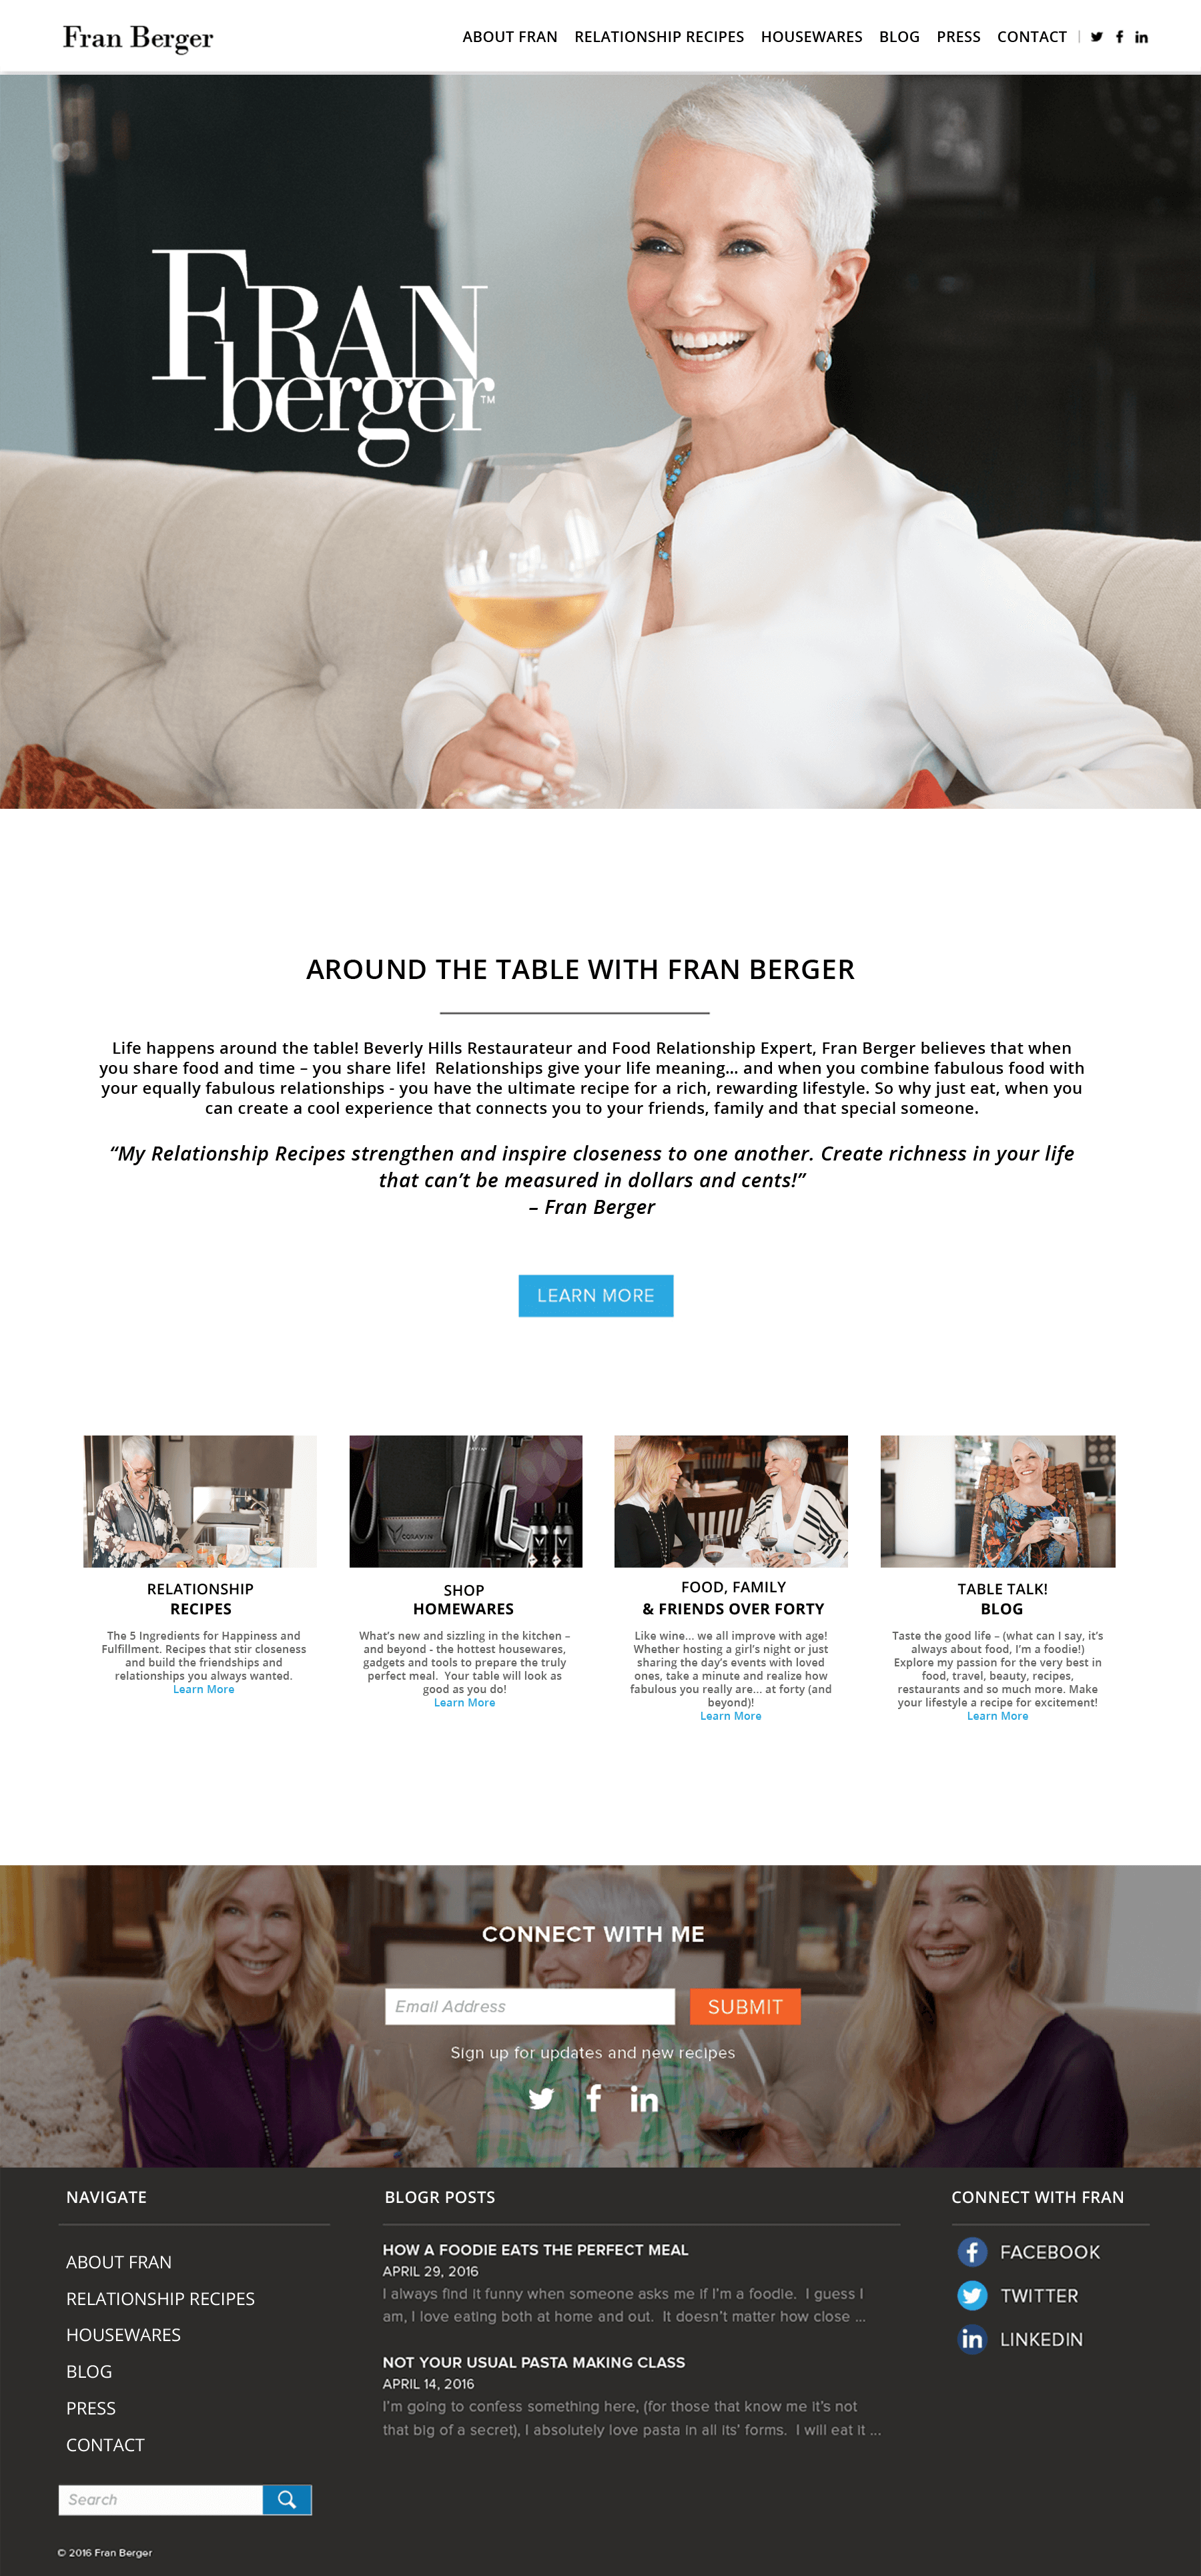 Fran Berger
ABOUT FRAN RELATIONSHIP RECIPES HOUSEWARES BLOG PRESS CONTACT
FRAN
berger™
AROUND THE TABLE WITH FRAN BERGER
Life happens around the table! Beverly Hills Restaurateur and Food Relationship Expert, Fran Berger believes that when
you share food and time – you share life!  Relationships give your life meaning... and when you combine fabulous food with
your equally fabulous relationships - you have the ultimate recipe for a rich, rewarding lifestyle. So why just eat, when you
can create a cool experience that connects you to your friends, family and that special someone.
“My Relationship Recipes strengthen and inspire closeness to one another. Create richness in your life
that can’t be measured in dollars and cents!”
– Fran Berger
LEARN MORE
CORAVIN
RELATIONSHIP
RECIPES
The 5 Ingredients for Happiness and
Fulfillment. Recipes that stir closeness
and build the friendships and
relationships you always wanted.
Learn More
SHOP
HOMEWARES
What’s new and sizzling in the kitchen –
and beyond - the hottest housewares,
gadgets and tools to prepare the truly
perfect meal.  Your table will look as
good as you do!
Learn More
FOOD, FAMILY
& FRIENDS OVER FORTY
Like wine... we all improve with age!
Whether hosting a girl’s night or just
sharing the day’s events with loved
ones, take a minute and realize how
fabulous you really are... at forty (and
beyond)!
Learn More
TABLE TALK!
BLOG
Taste the good life – (what can I say, it’s
always about food, I’m a foodie!)
Explore my passion for the very best in
food, travel, beauty, recipes,
restaurants and so much more. Make
your lifestyle a recipe for excitement!
Learn More
CONNECT WITH ME
Email Address
SUBMIT
Sign up for updates and new recipes
NAVIGATE
ABOUT FRAN
RELATIONSHIP RECIPES
HOUSEWARES
BLOG
PRESS
CONTACT
Search
BLOGR POSTS
HOW A FOODIE EATS THE PERFECT MEAL
APRIL 29, 2016
I always find it funny when someone asks me if I’m a foodie.  I guess I
am, I love eating both at home and out.  It doesn’t matter how close ...
NOT YOUR USUAL PASTA MAKING CLASS
APRIL 14, 2016
I’m going to confess something here, (for those that know me it’s not
that big of a secret), I absolutely love pasta in all its’ forms.  I will eat it ...
CONNECT WITH FRAN
FACEBOOK
TWITTER
LINKEDIN
© 2016 Fran Berger